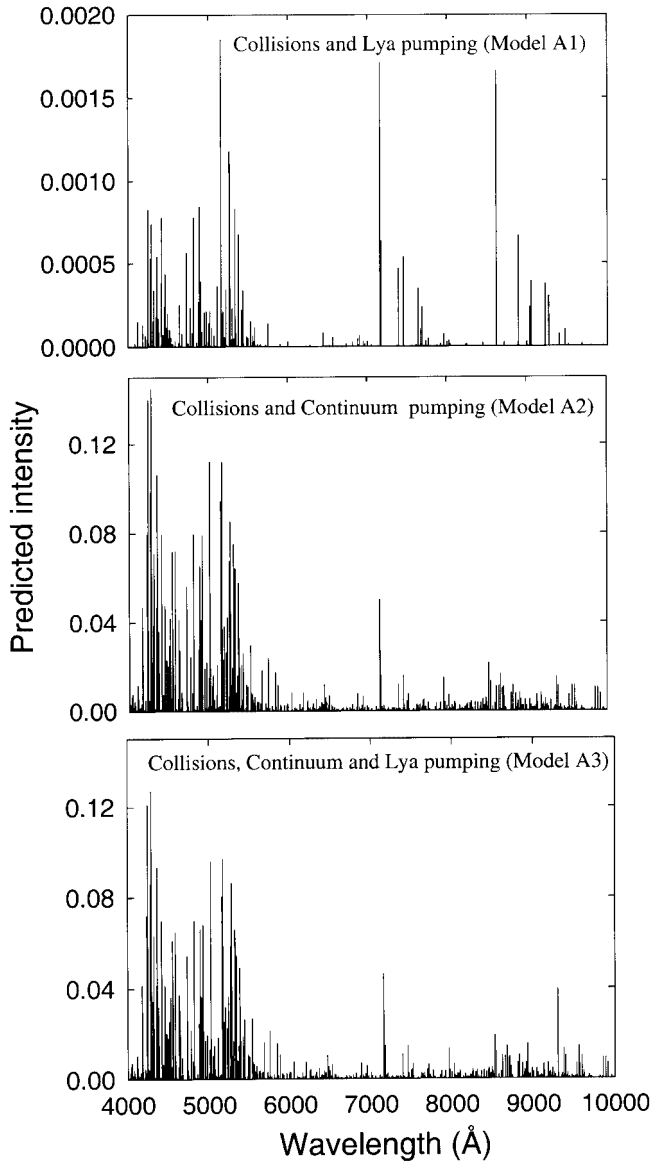 0.0020
Collisions and Lya pumping (Model A1)
0.0015
0.0010
0.0005
0.0000
Collisions and Continuum pumping (Model A2)
0.12
0.08
0.04
0.00
Predicted intensity
Collisions, Continuum and Lya pumping (Model A3)
0.12
0.08
0.04
0.00
4000 5000 6000 7000 8000 9000 10000
Wavelength (Å)